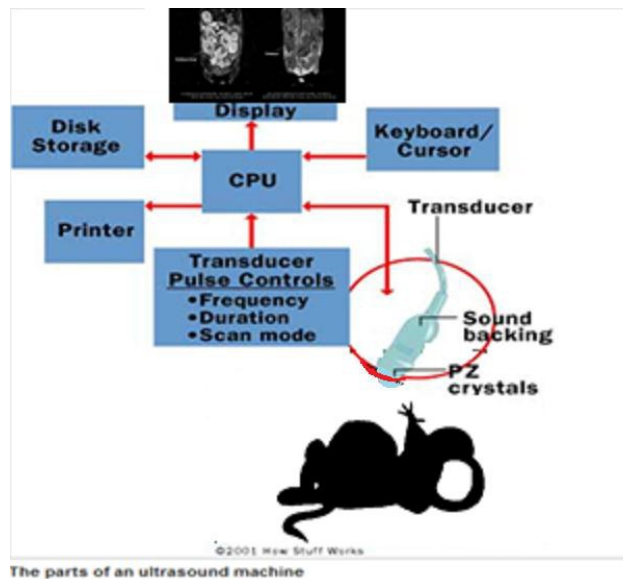 Display
Disk
Storage
Keyboard/
Cursor
CPU
Printer
Transducer
Transducer
Pulse Controls
•Frequency
•Duration
•Scan mode
Sound
backing
PZ
crystals
©2001 How Stuff Works
The parts of an ultrasound machine